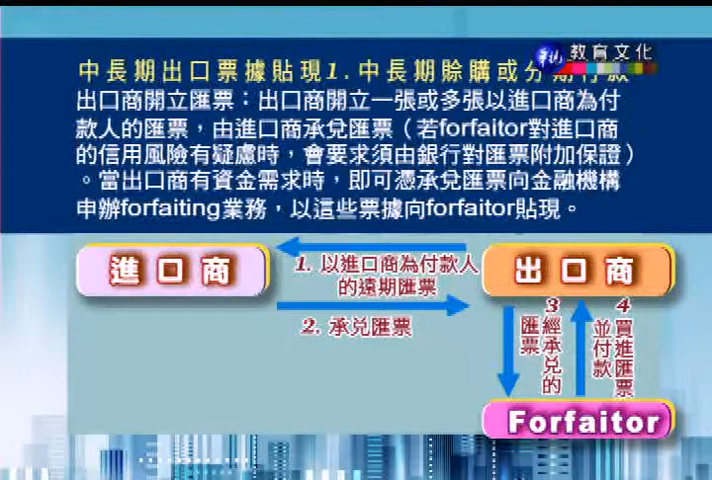 教育文化
中長期出口票據貼現1.中長期賒購或分期付款
出口商開立匯票：出口商開立一張或多張以進口商為付
款人的匯票，由進口商承兌匯票（若forfaitor對進口商
的信用風險有疑慮時，會要求須由銀行對匯票附加保證）
。當出口商有資金需求時，即可憑承兌匯票向金融機構
申辦forfaiting業務，以這些票據向forfaitor貼現。
進口商
1. 以進口商為付款人
的遠期匯票
2. 承兌匯票
出口商
3經承兌的
匯票
4買進匯票
並付款
Forfaitor